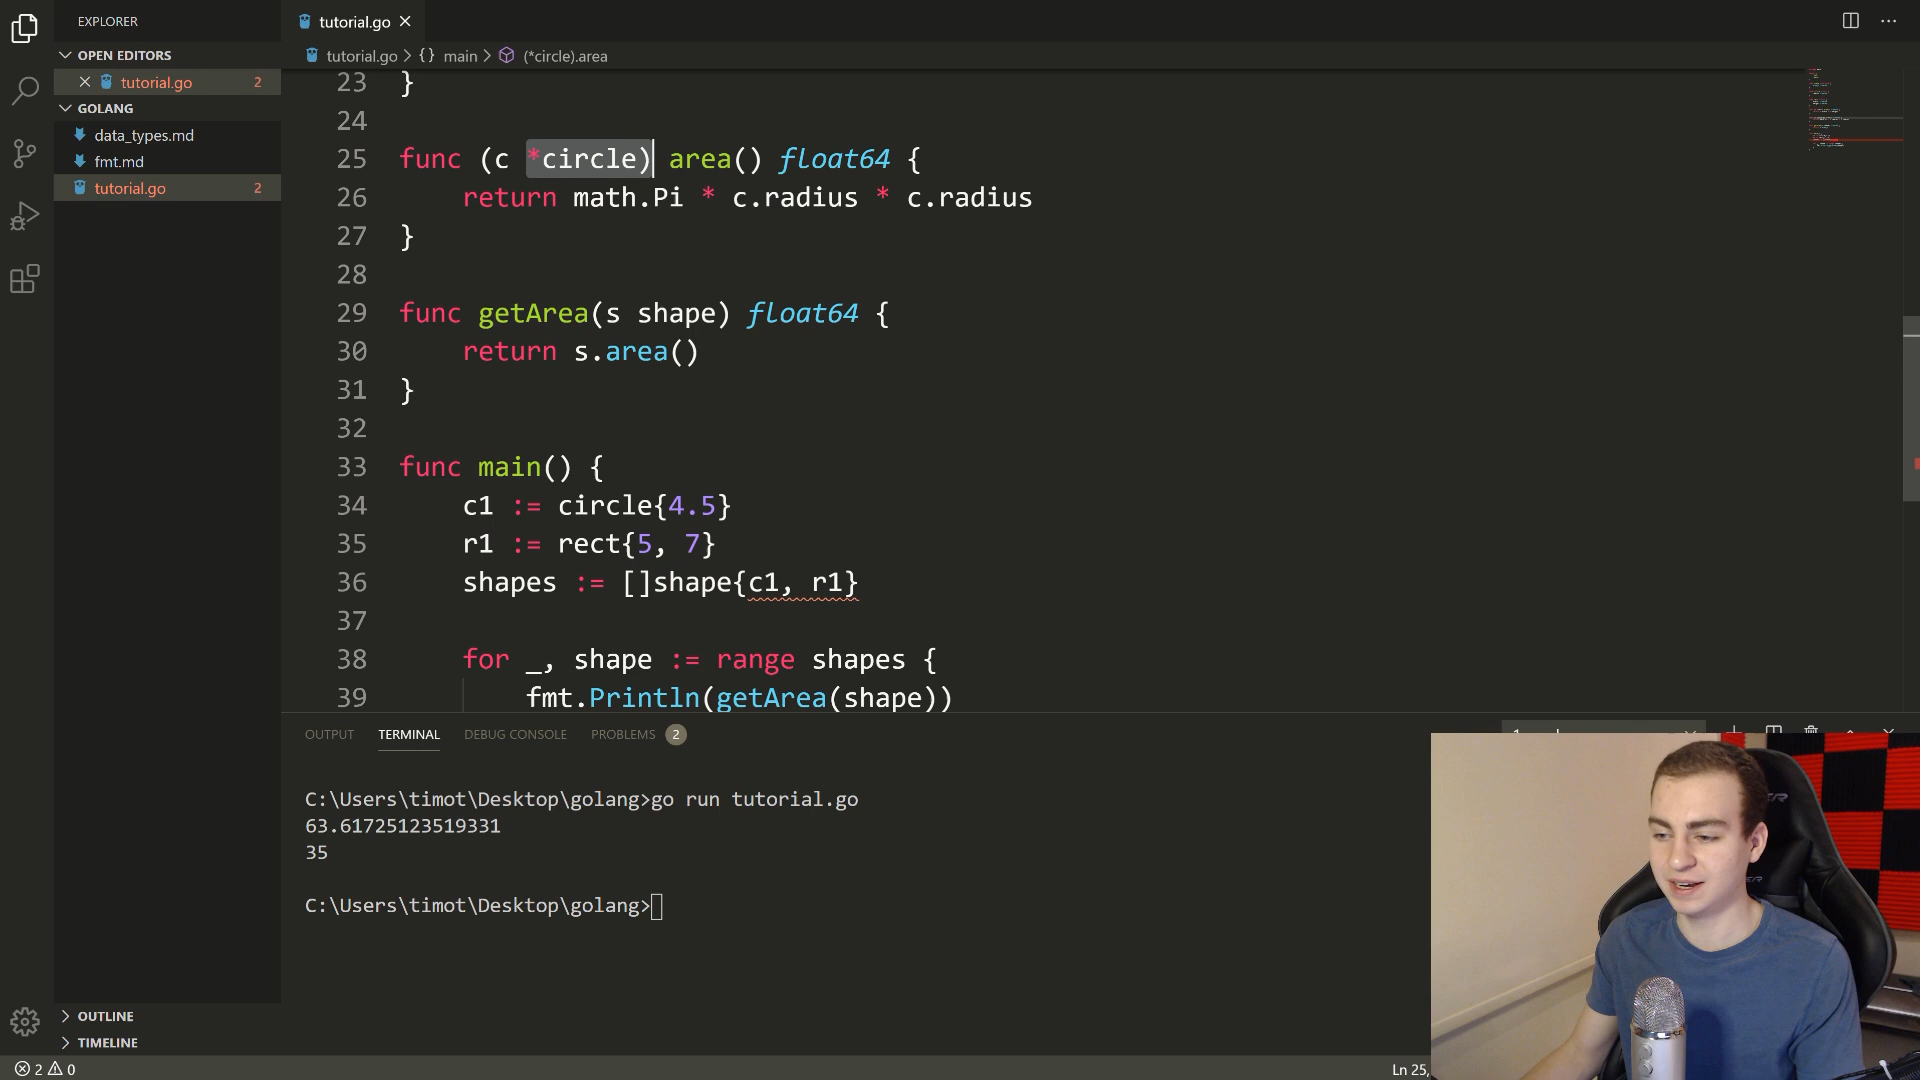 EXPLORER
OPEN EDITORS
tutorial.go 2
GOLANG
data_types.md
fmt.md
tutorial.go 2
OUTLINE
TIMELINE
2 0
tutorial.go
tutorial.go > {} main > (*circle).area
23 }
24
25 func (c *circle) area() float64 {
26 return math.Pi * c.radius * c.radius
27 }
28
29 func getArea(s shape) float64 {
30 return s.area()
31 }
32
33 func main() {
34 c1 := circle{4.5}
35 r1 := rect{5, 7}
36 shapes := []shape{c1, r1}
37
38 for _, shape := range shapes {
39 fmt.Println(getArea(shape))
OUTPUT TERMINAL DEBUG CONSOLE PROBLEMS 2
C:\Users\timot\Desktop\golang>go run tutorial.go
63.61725123519331
35
C:\Users\timot\Desktop\golang>
Ln 25,